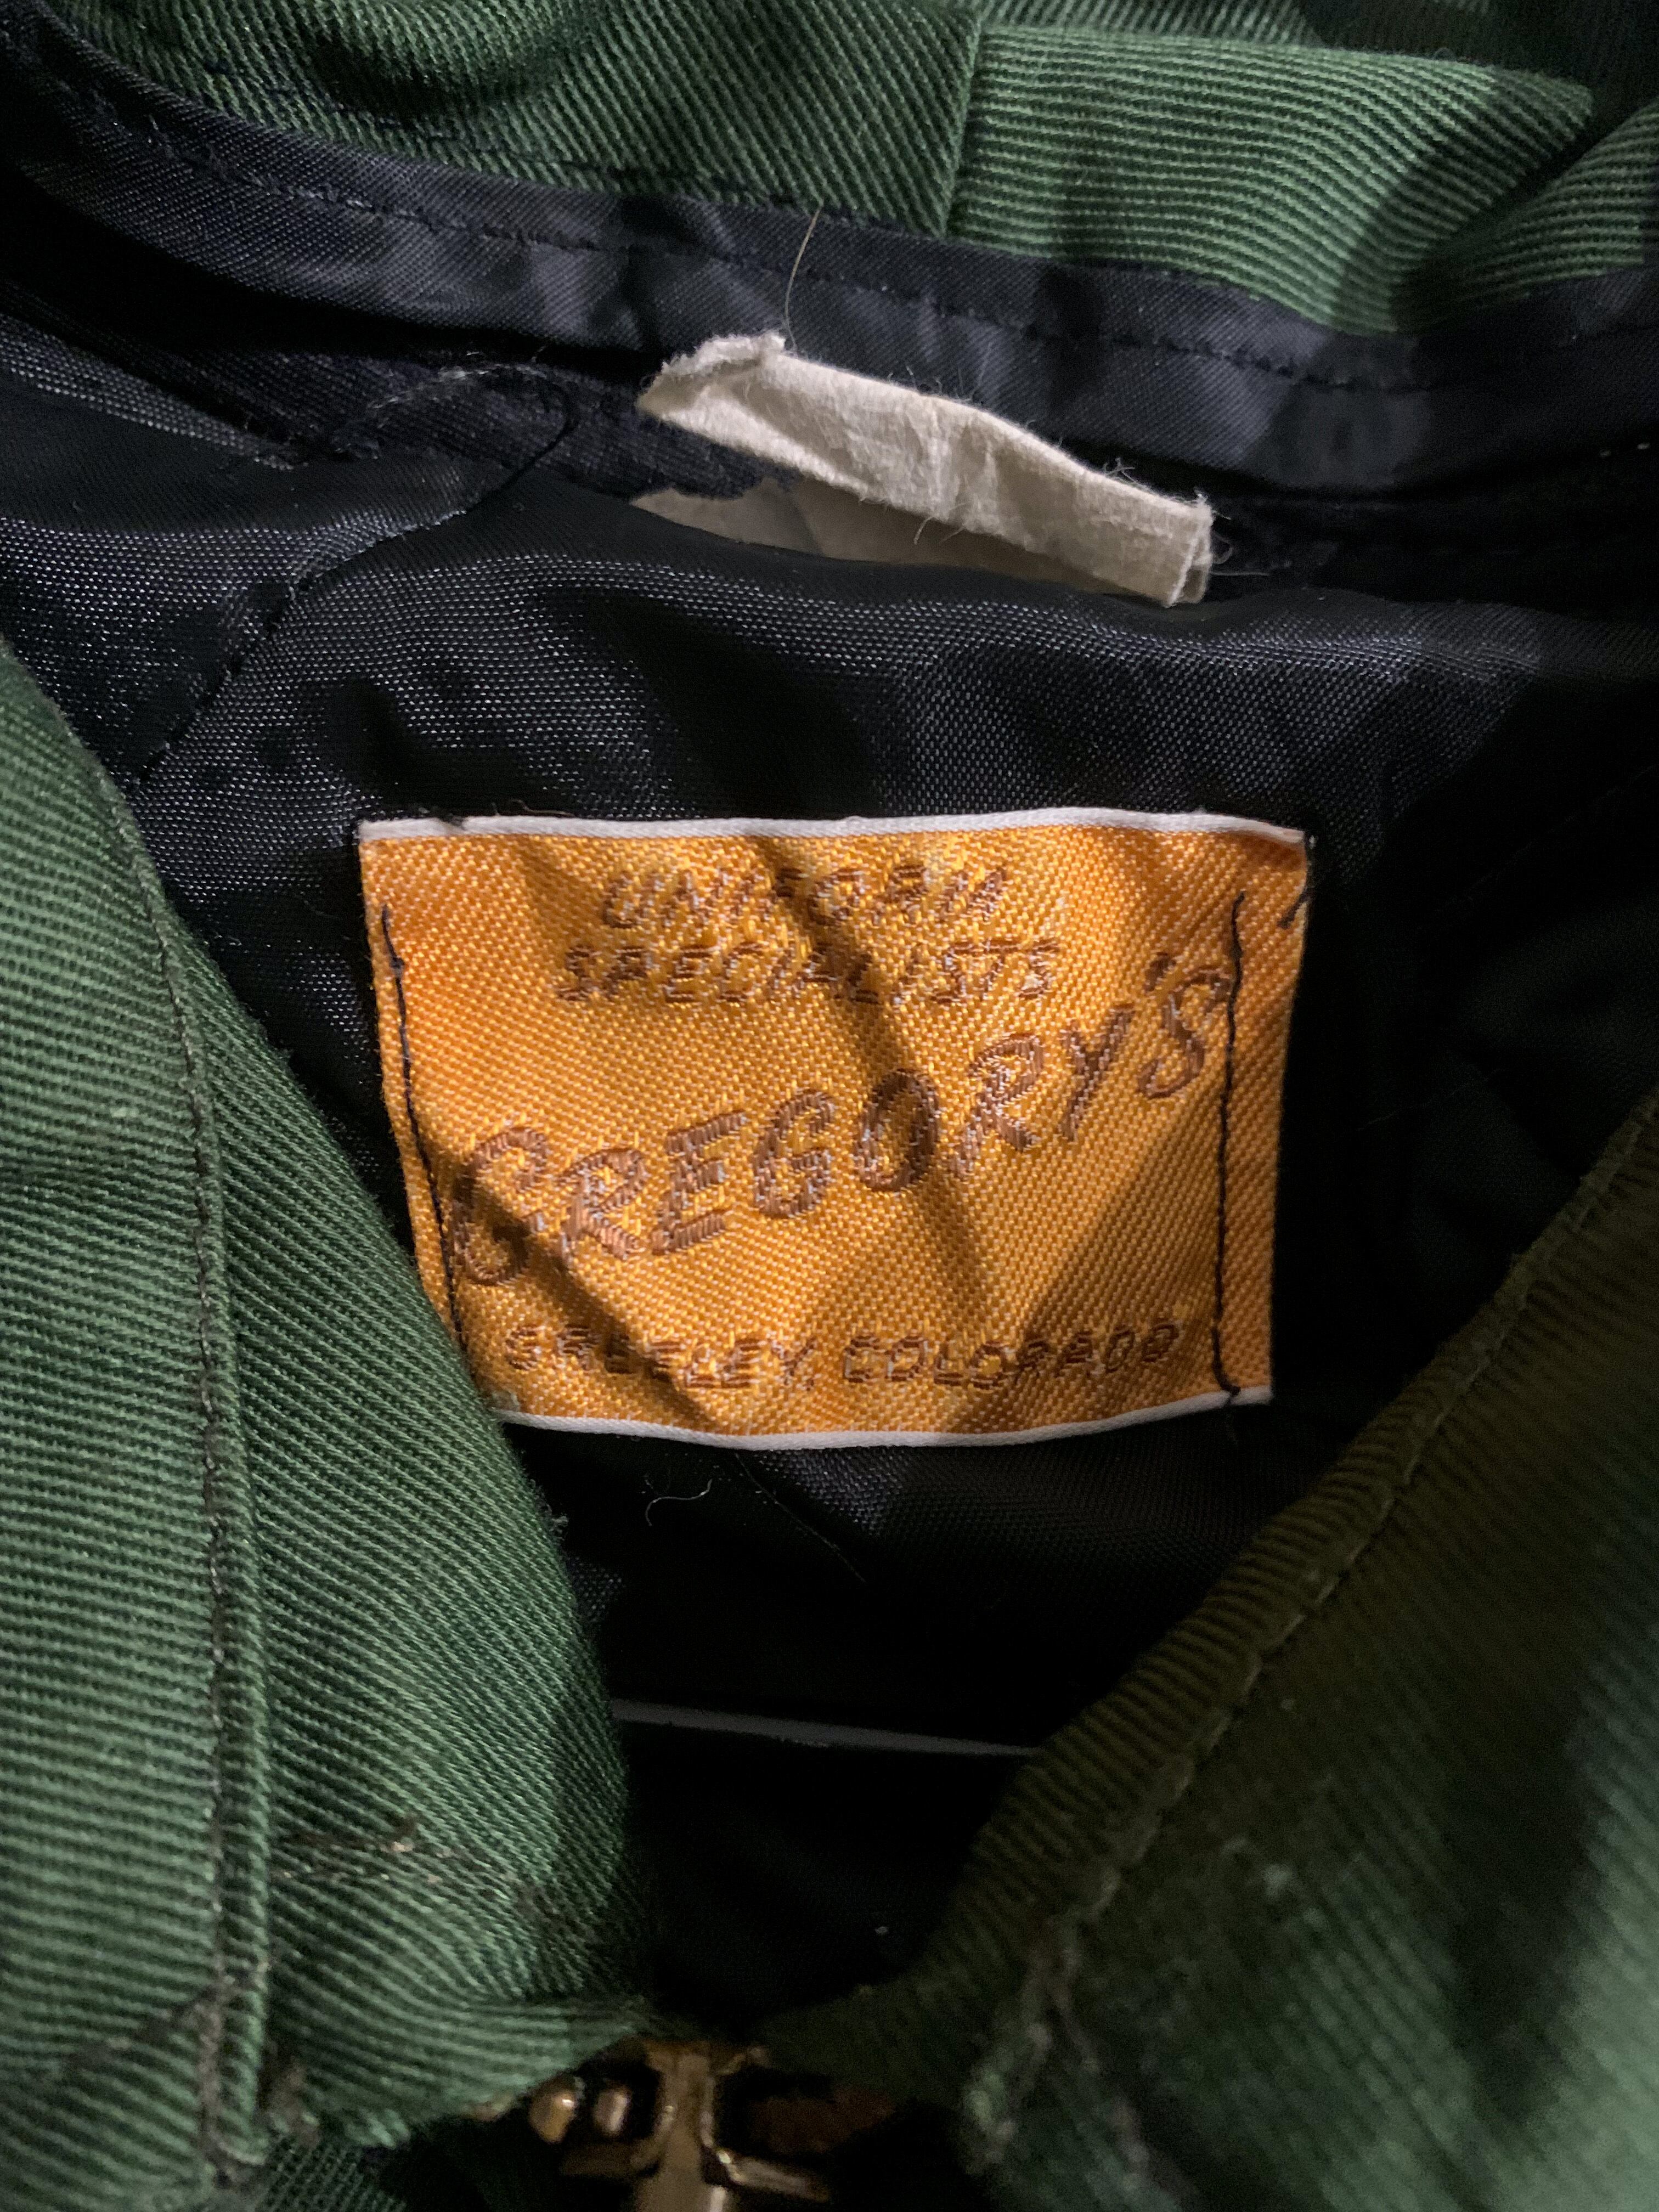 UNIFORM
SPECIALISTS
GREGORY'S
GREELEY, COLORADO